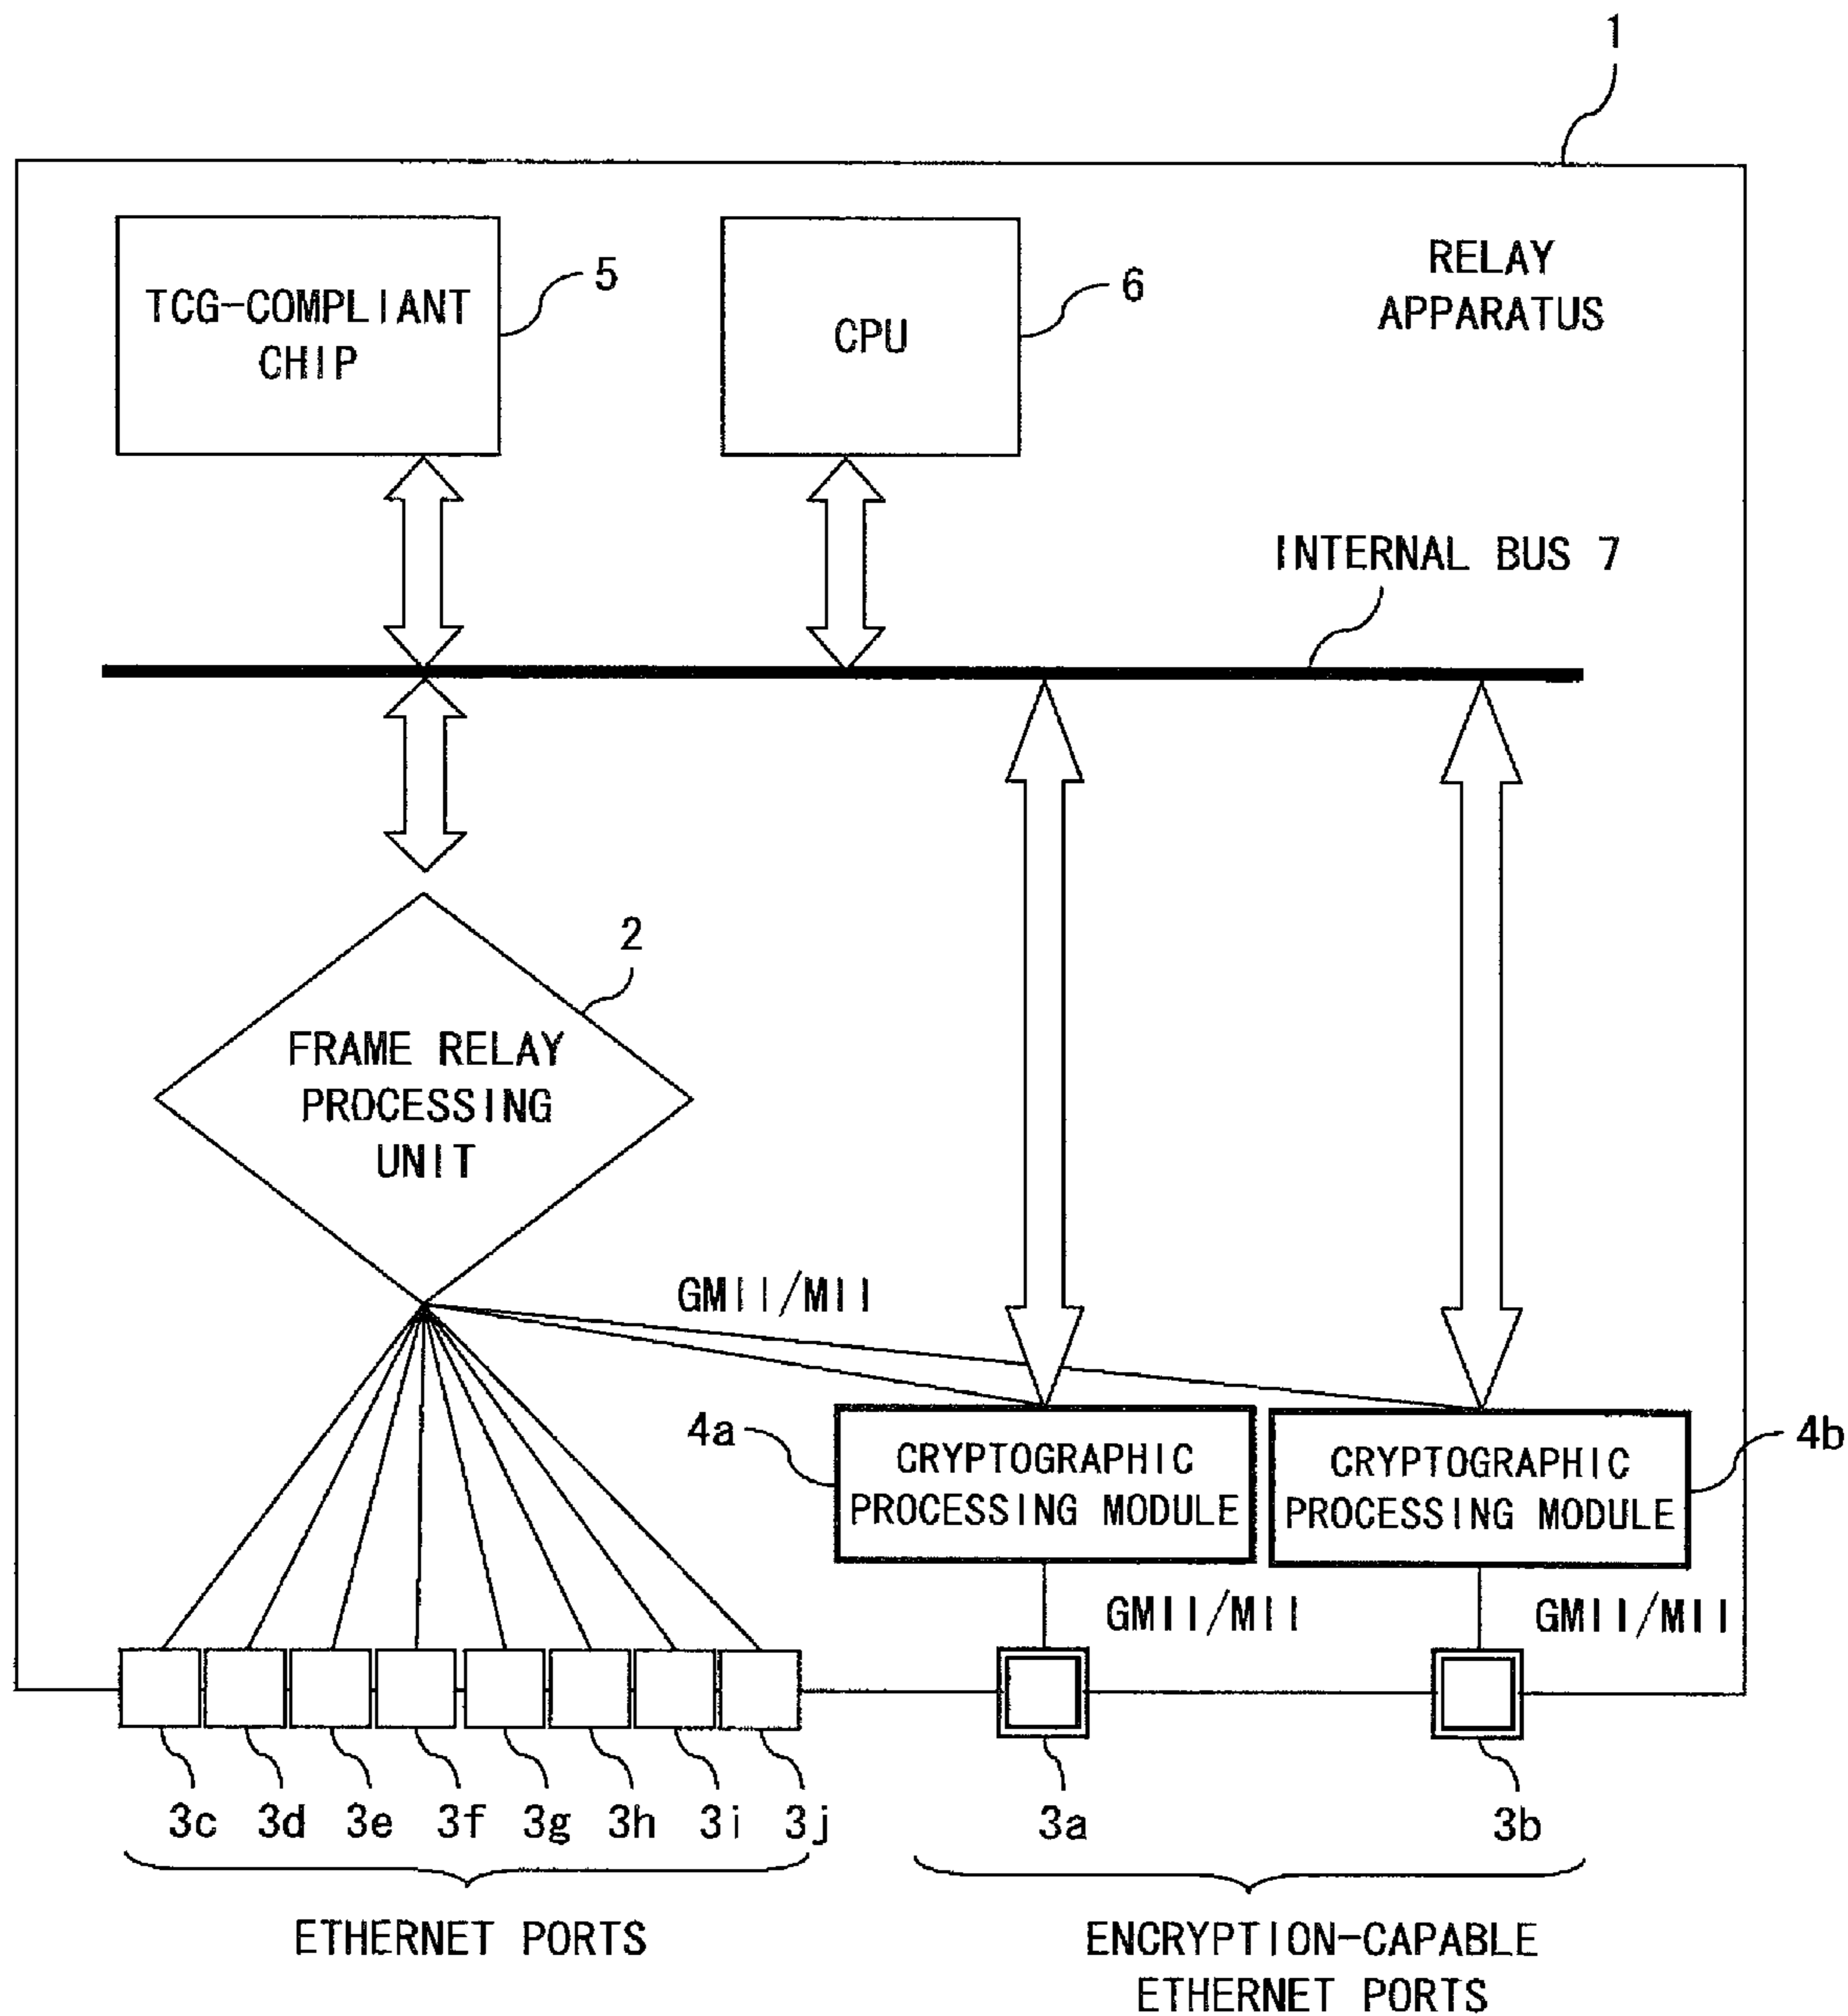 1
TCG-COMPLIANT
CHIP
5
CPU
6
RELAY
APPARATUS
INTERNAL BUS 7
2
FRAME RELAY
PROCESSING
UNIT
GMII/MII
4a
CRYPTOGRAPHIC
PROCESSING MODULE
CRYPTOGRAPHIC
PROCESSING MODULE
4b
GMII/MII
GMII/MII
3c 3d 3e 3f 3g 3h 3i 3j 3a 3b
ETHERNET PORTS
ENCRYPTION-CAPABLE
ETHERNET PORTS